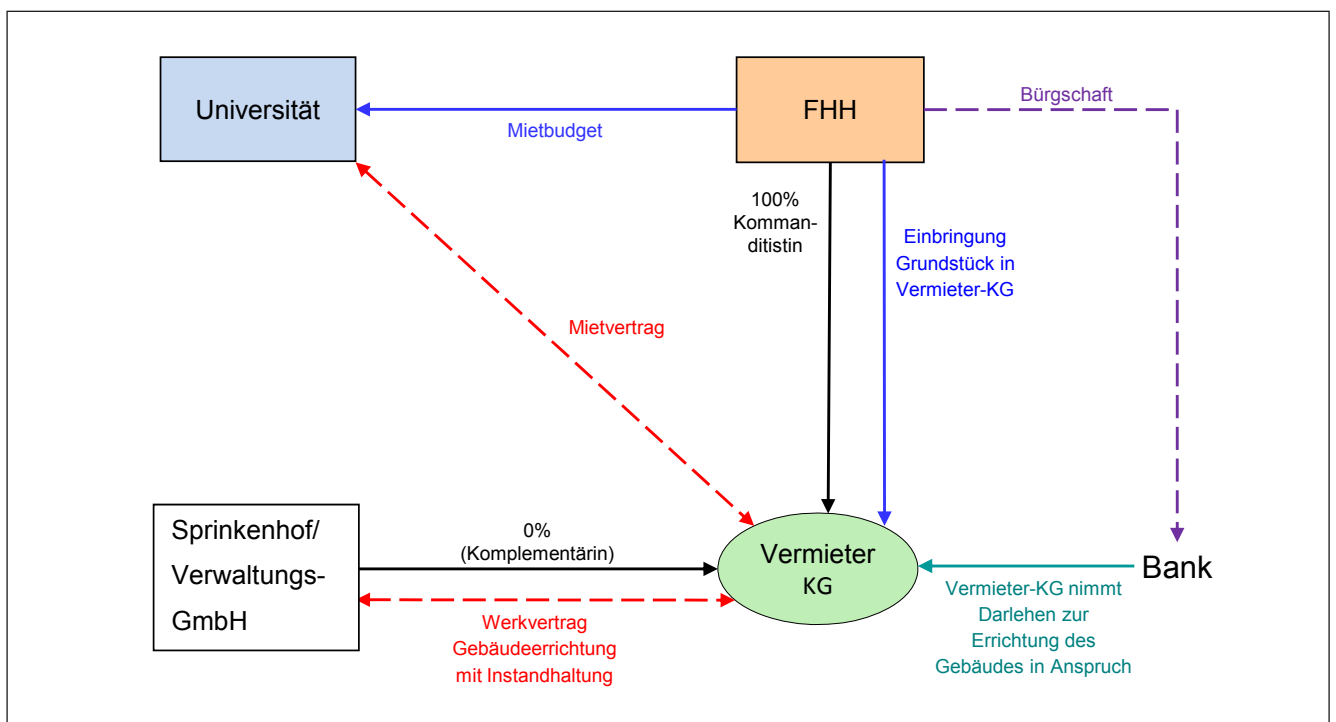 Universität
FHH
Bürgschaft
Mietbudget
100%
Komman-
ditistin
Einbringung
Grundstück in
Vermieter-KG
Mietvertrag
Sprinkenhof/
Verwaltungs-
GmbH
0%
(Komplementärin)
Vermieter
KG
Bank
Werkvertrag
Gebäudeerrichtung
mit Instandhaltung
Vermieter-KG nimmt
Darlehen zur
Errichtung des
Gebäudes in Anspruch